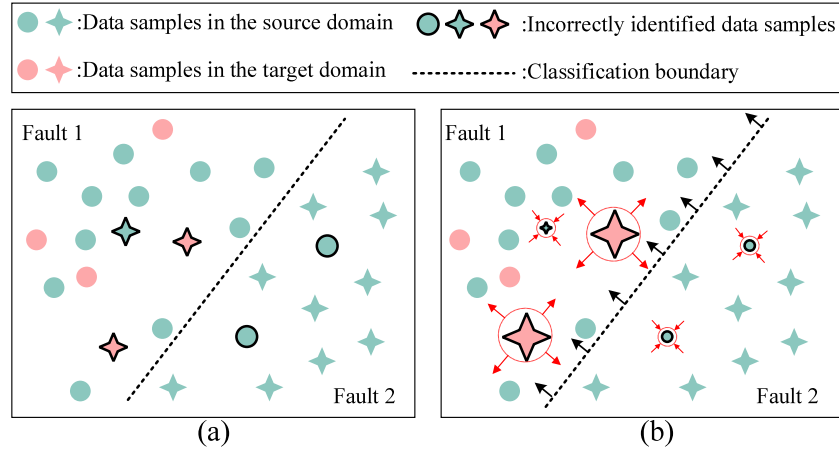 :Data samples in the source domain
:Incorrectly identified data samples
:Data samples in the target domain
:Classification boundary
Fault 1
Fault 2
(a)
Fault 1
Fault 2
(b)